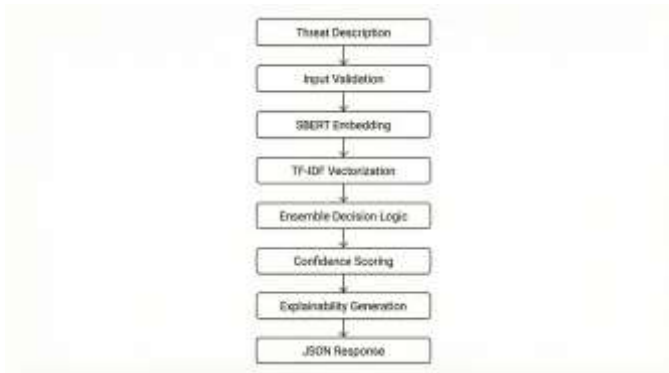 Threat Description
Input Validation
SBERT Embedding
TF-IDF Vectorization
Ensemble Decision Logic
Confidence Scoring
Explainability Generation
JSON Response